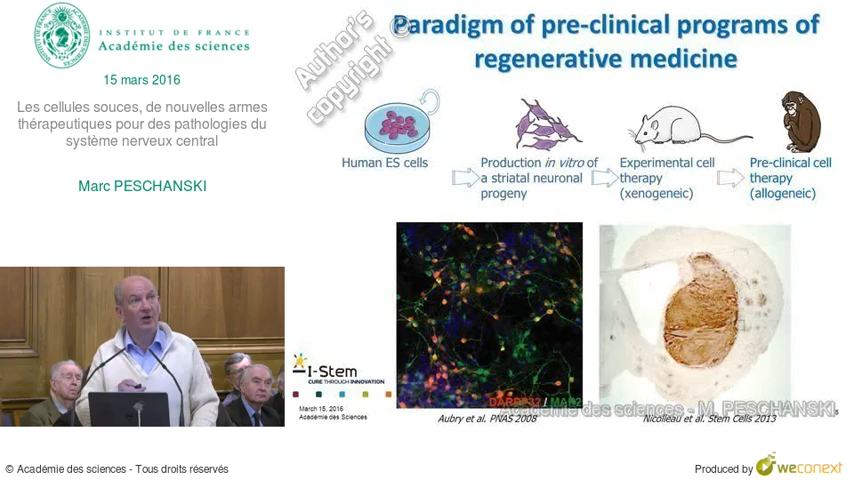 INSTITUT DE FRANCE
Académie des sciences
15 mars 2016
Les cellules souces, de nouvelles armes
thérapeutiques pour des pathologies du
système nerveux central
Marc PESCHANSKI
Author's
copyright ©
Paradigm of pre-clinical programs of
regenerative medicine
Human ES cells
Production in vitro of
a striatal neuronal
progeny
Experimental cell
therapy
(xenogeneic)
Pre-clinical cell
therapy
(allogeneic)
I-Stem
CURE THROUGH INNOVATION
March 15, 2016
Académie des Sciences
DARPP32 / MAP2
Académie des sciences - M. PESCHANSKI
Aubry et al. PNAS 2008
Nicolleau et al. Stem Cells 2013
© Académie des sciences - Tous droits réservés
Produced by weconext